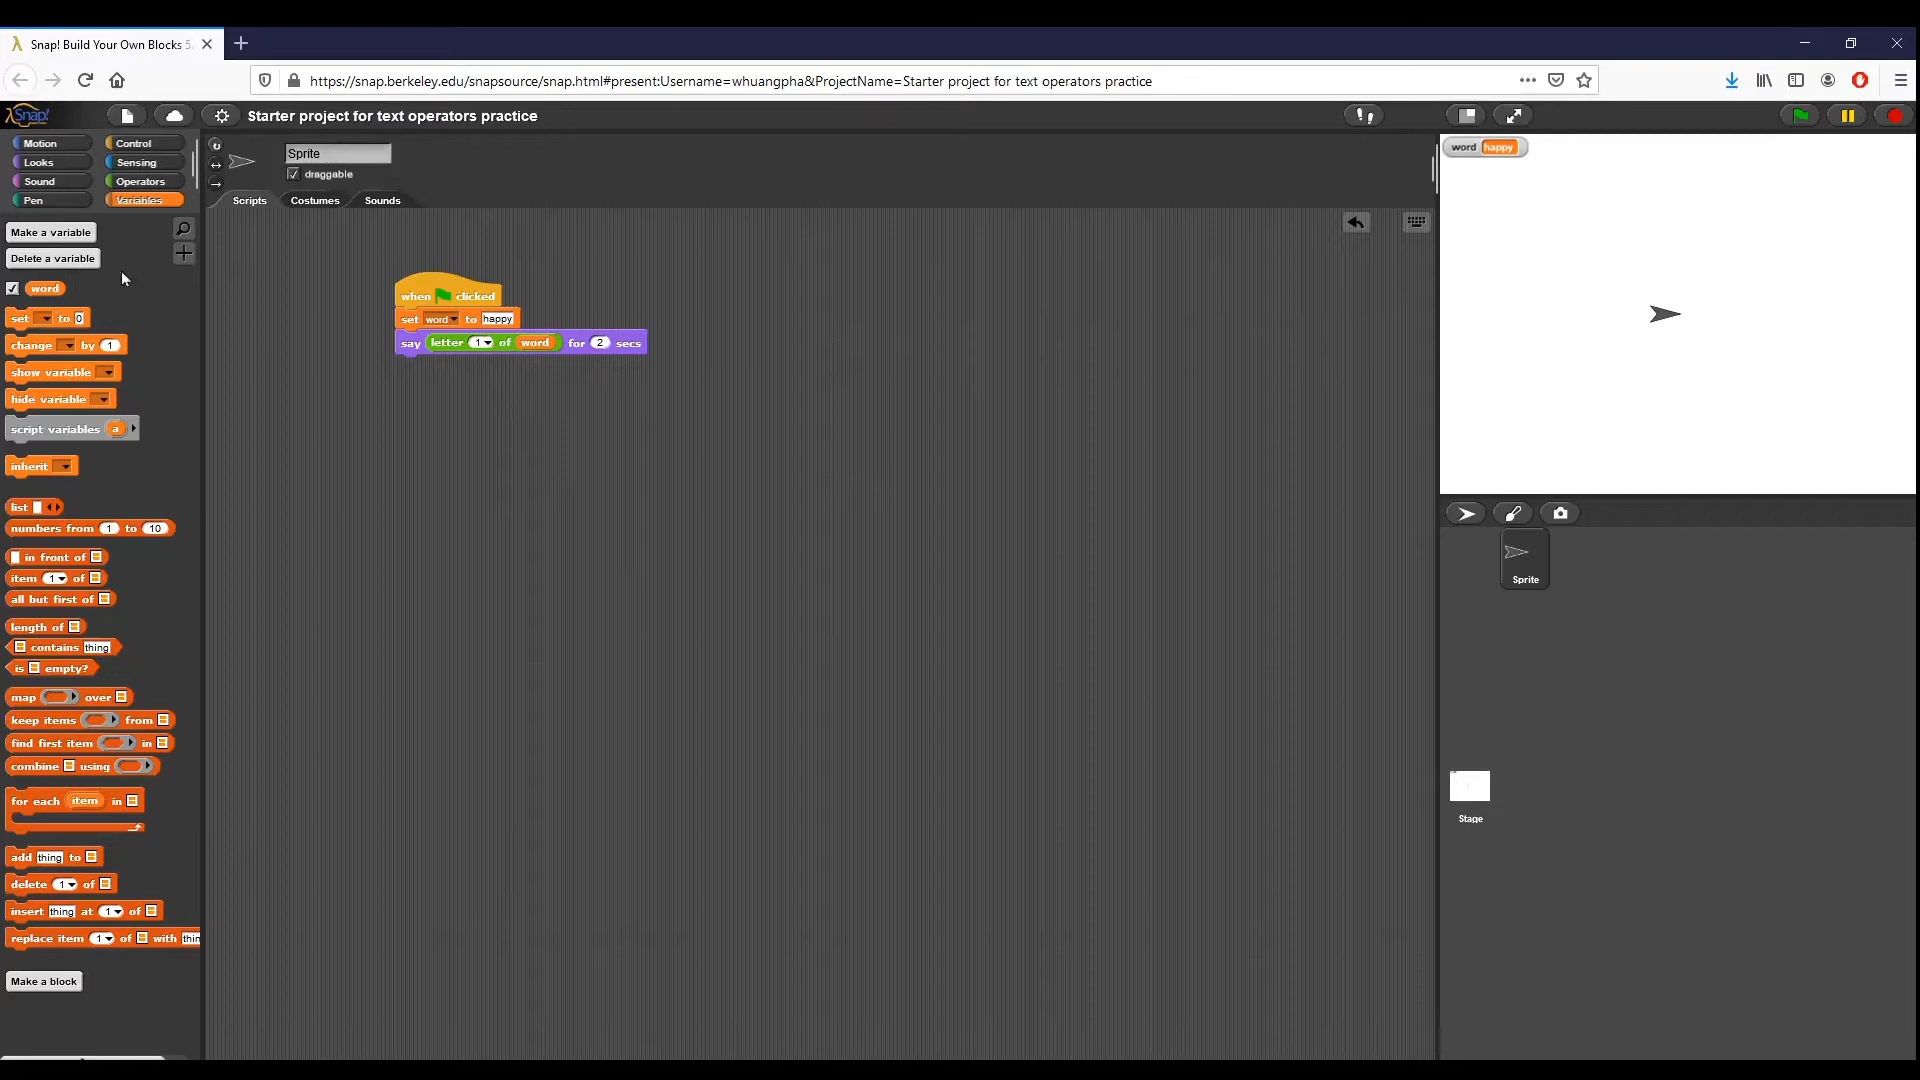 Snap! Build Your Own Blocks 5.
https://snap.berkeley.edu/snapsource/snap.html#present:Username=whuangpha&ProjectName=Starter project for text operators practice
Snap!
Starter project for text operators practice
Motion
Control
Looks
Sensing
Sound
Operators
Pen
Variables
Sprite
draggable
Scripts
Costumes
Sounds
Make a variable
Delete a variable
word
set to 0
change by 1
show variable
hide variable
script variables a
inherit
list
numbers from 1 to 10
in front of
item 1 of
all but first of
length of
contains thing
is empty?
map over
keep items from
find first item in
combine using
for each item in
add thing to
delete 1 of
insert thing at 1 of
replace item 1 of with thin
Make a block
when clicked
set word to happy
say letter 1 of word for 2 secs
word happy
Sprite
Stage